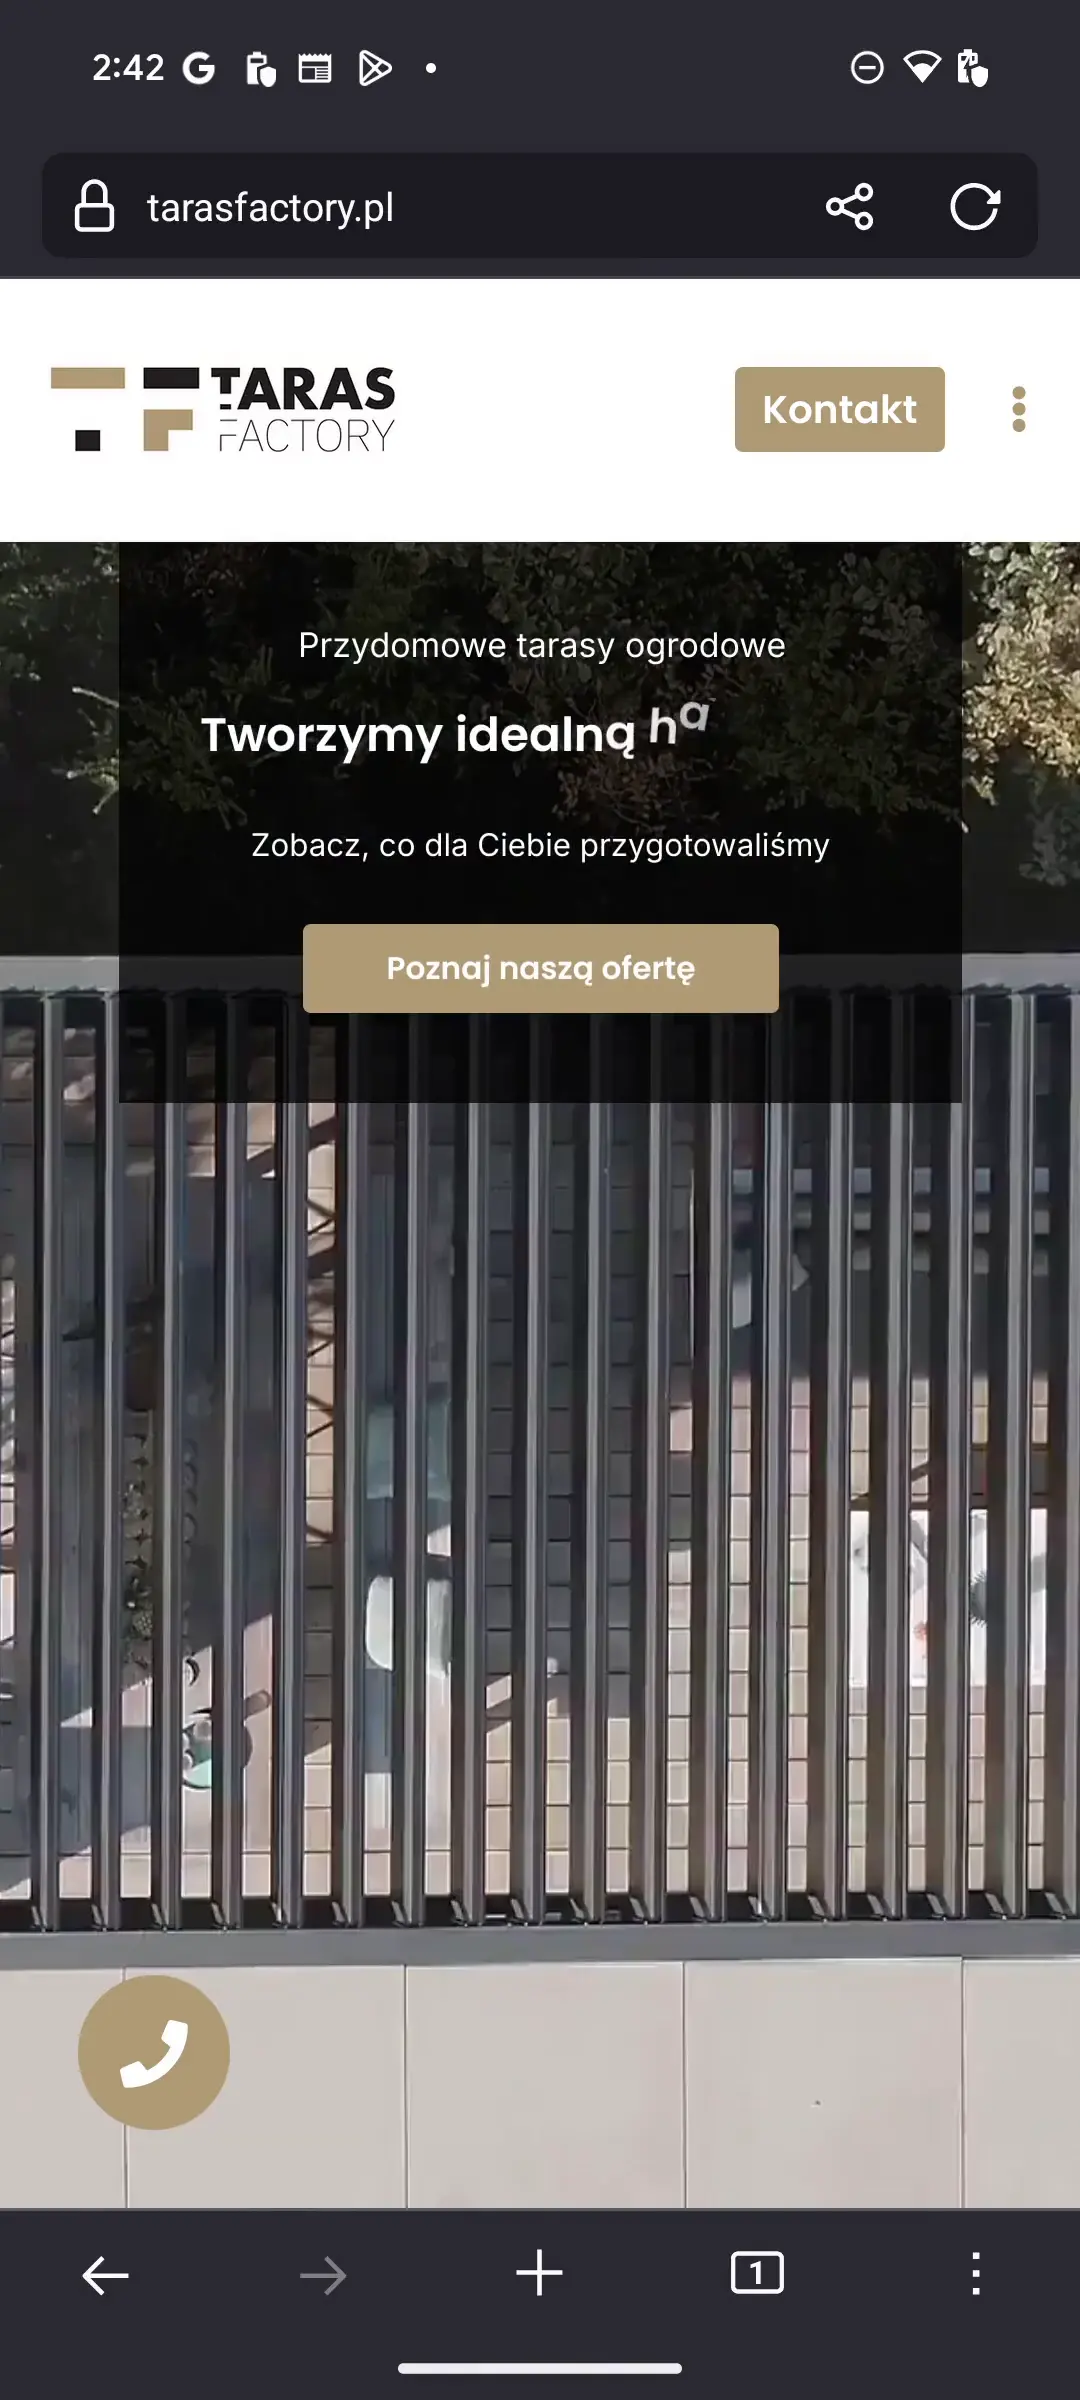 2:42
tarasfactory.pl
TARAS
FACTORY
Kontakt
Przydomowe tarasy ogrodowe
Tworzymy idealną ha
Zobacz, co dla Ciebie przygotowaliśmy
Poznaj naszą ofertę
1